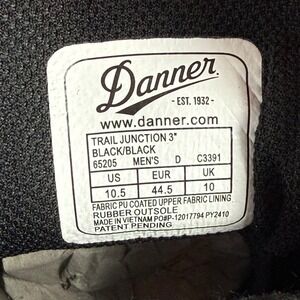 Danner
- EST. 1932 -
www.danner.com
TRAIL JUNCTION 3"
BLACK/BLACK
65205 MEN'S D C3391
US EUR UK
10.5 44.5 10
FABRIC PU COATED UPPER FABRIC LINING
RUBBER OUTSOLE
MADE IN VIETNAM PO#P-12017794 PY2410
PATENT PENDING